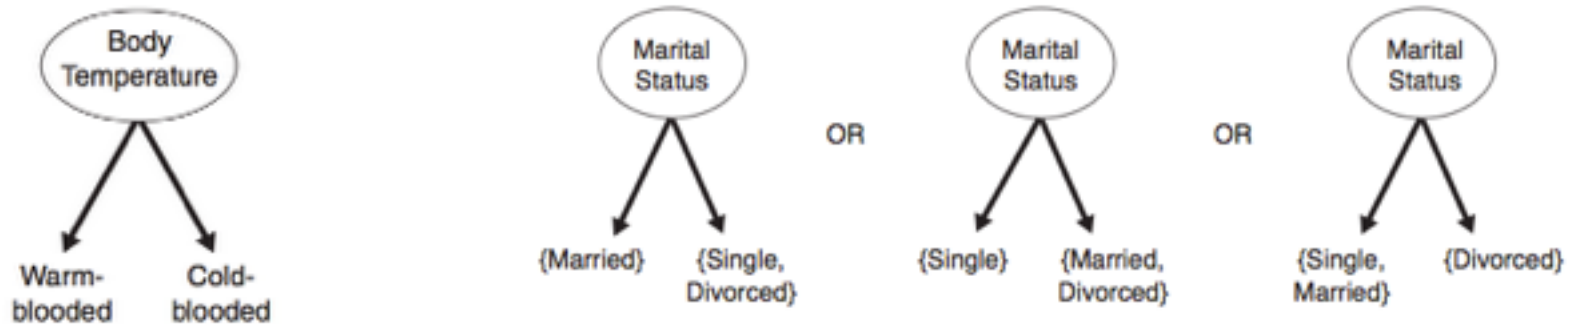 Body
Temperature
Warm-
blooded
Cold-
blooded
Marital
Status
{Married}
{Single,
Divorced}
OR
Marital
Status
{Single}
{Married,
Divorced}
OR
Marital
Status
{Single,
Married}
{Divorced}